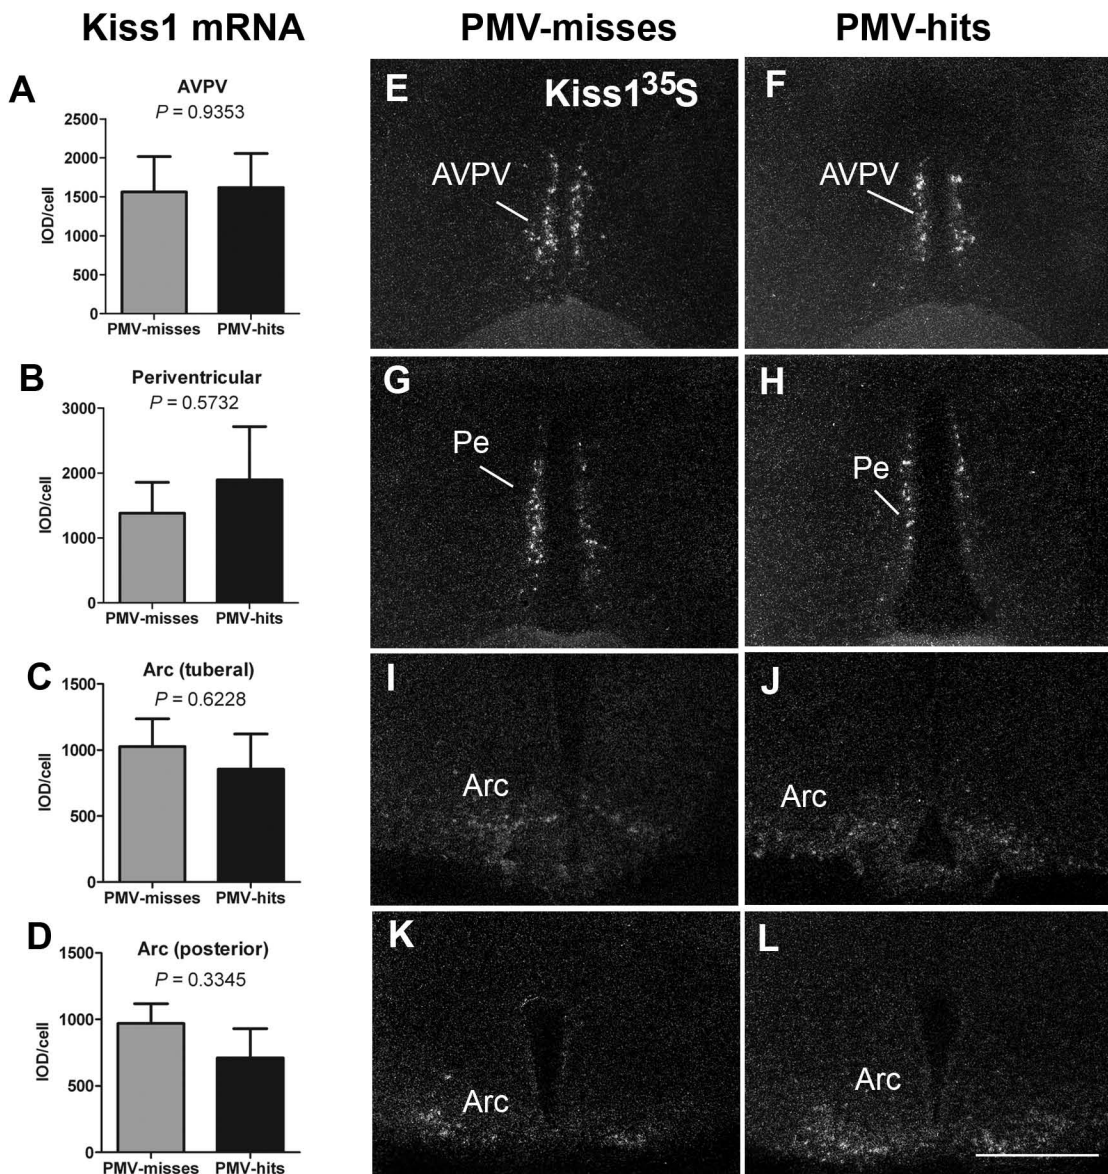 Kiss1 mRNA
PMV-misses
PMV-hits
A
AVPV
P = 0.9353
2500
2000
1500
1000
500
0
IOD/cell
PMV-misses PMV-hits
E
Kiss1³⁵S
AVPV
F
AVPV
B
Periventricular
P = 0.5732
3000
2000
1000
0
IOD/cell
PMV-misses PMV-hits
G
Pe
H
Pe
C
Arc (tuberal)
P = 0.6228
1500
1000
500
0
IOD/cell
PMV-misses PMV-hits
I
Arc
J
Arc
D
Arc (posterior)
P = 0.3345
1500
1000
500
0
IOD/cell
PMV-misses PMV-hits
K
Arc
L
Arc